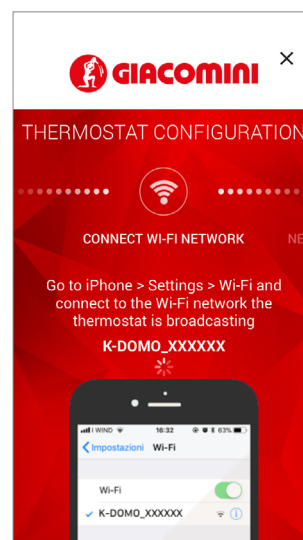 GIACOMINI
THERMOSTAT CONFIGURATION
CONNECT WI-FI NETWORK
NE
Go to iPhone > Settings > Wi-Fi and
connect to the Wi-Fi network the
thermostat is broadcasting
K-DOMO_XXXXXX
WIND 16:32 63%
Impostazioni Wi-Fi
Wi-Fi
K-DOMO_XXXXXX